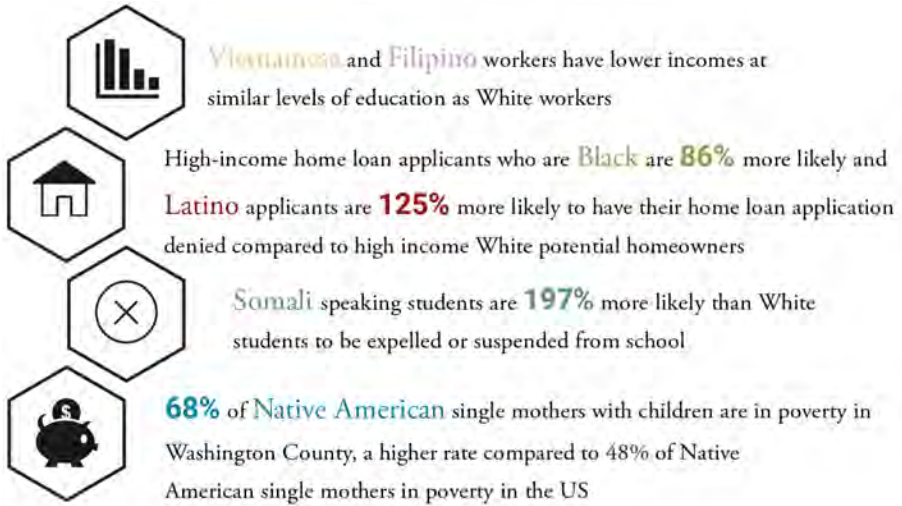 Vietnamese and Filipino workers have lower incomes at
similar levels of education as White workers
High-income home loan applicants who are Black are 86% more likely and
Latino applicants are 125% more likely to have their home loan application
denied compared to high income White potential homeowners
Somali speaking students are 197% more likely than White
students to be expelled or suspended from school
$
68% of Native American single mothers with children are in poverty in
Washington County, a higher rate compared to 48% of Native
American single mothers in poverty in the US